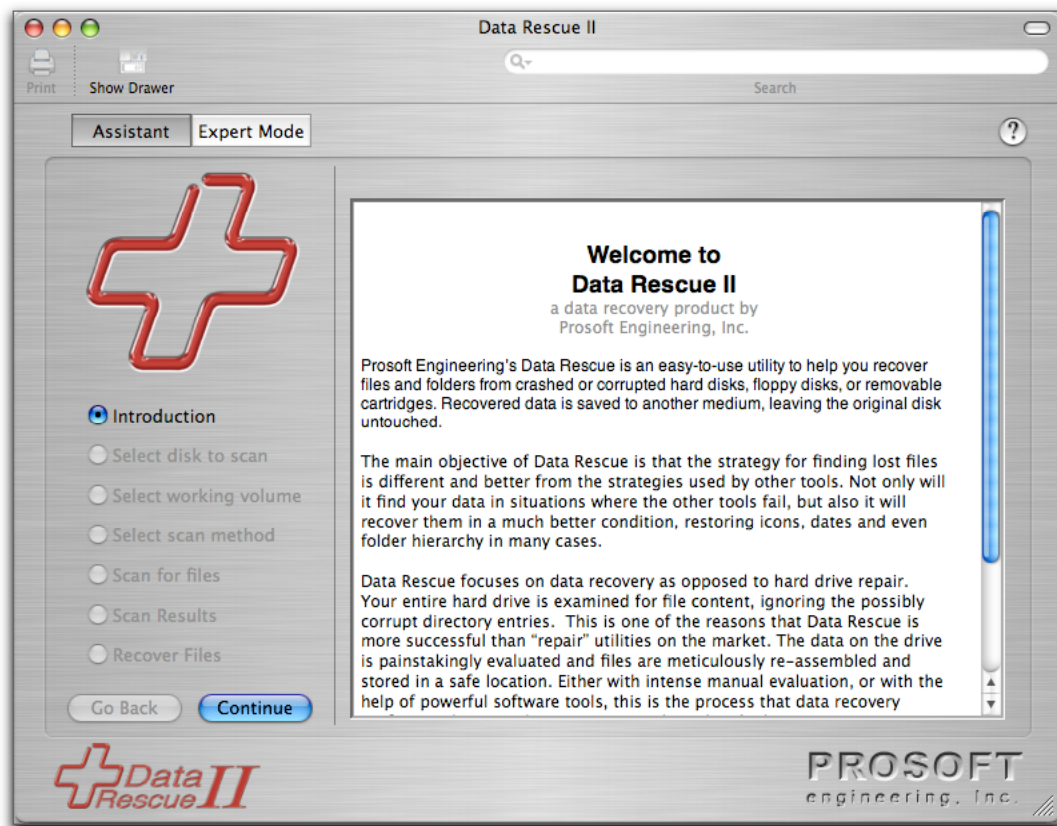 Data Rescue II
Print
Show Drawer
Search
Assistant
Expert Mode
?
Introduction
Select disk to scan
Select working volume
Select scan method
Scan for files
Scan Results
Recover Files
Go Back
Continue
Welcome to
Data Rescue II
a data recovery product by
Prosoft Engineering, Inc.
Prosoft Engineering's Data Rescue is an easy-to-use utility to help you recover
files and folders from crashed or corrupted hard disks, floppy disks, or removable
cartridges. Recovered data is saved to another medium, leaving the original disk
untouched.
The main objective of Data Rescue is that the strategy for finding lost files
is different and better from the strategies used by other tools. Not only will
it find your data in situations where the other tools fail, but also it will
recover them in a much better condition, restoring icons, dates and even
folder hierarchy in many cases.
Data Rescue focuses on data recovery as opposed to hard drive repair.
Your entire hard drive is examined for file content, ignoring the possibly
corrupt directory entries.  This is one of the reasons that Data Rescue is
more successful than “repair” utilities on the market. The data on the drive
is painstakingly evaluated and files are meticulously re-assembled and
stored in a safe location. Either with intense manual evaluation, or with the
help of powerful software tools, this is the process that data recovery
Data
Rescue II
PROSOFT
engineering, Inc.